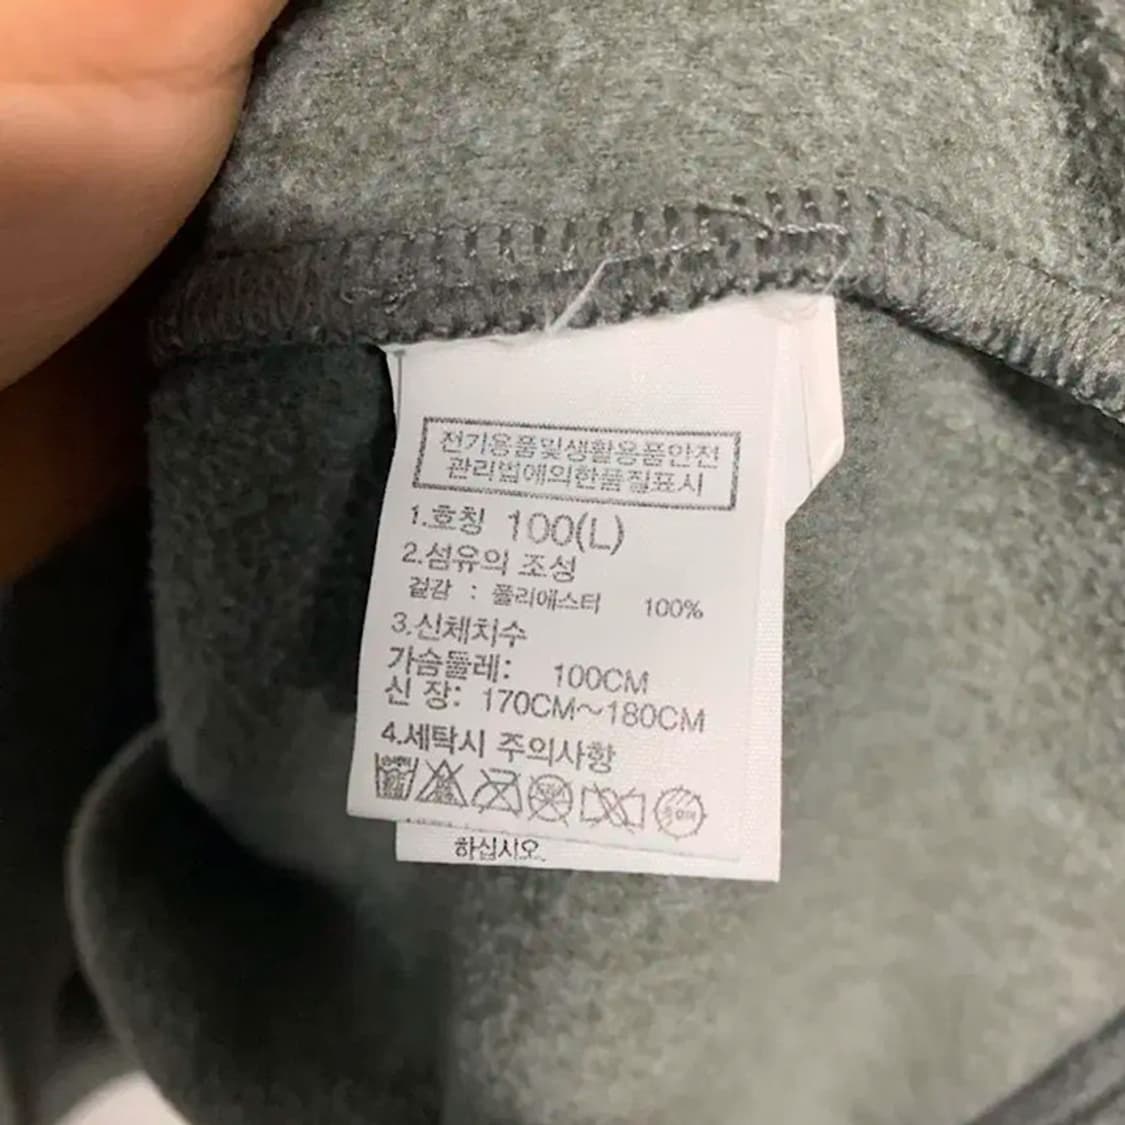 전기용품및생활용품안전
관리법에의한품질표시
1.호칭 100(L)
2.섬유의 조성
겉감 : 폴리에스터 100%
3.신체치수
가슴둘레: 100CM
신 장: 170CM~180CM
4.세탁시 주의사항
하십시오.